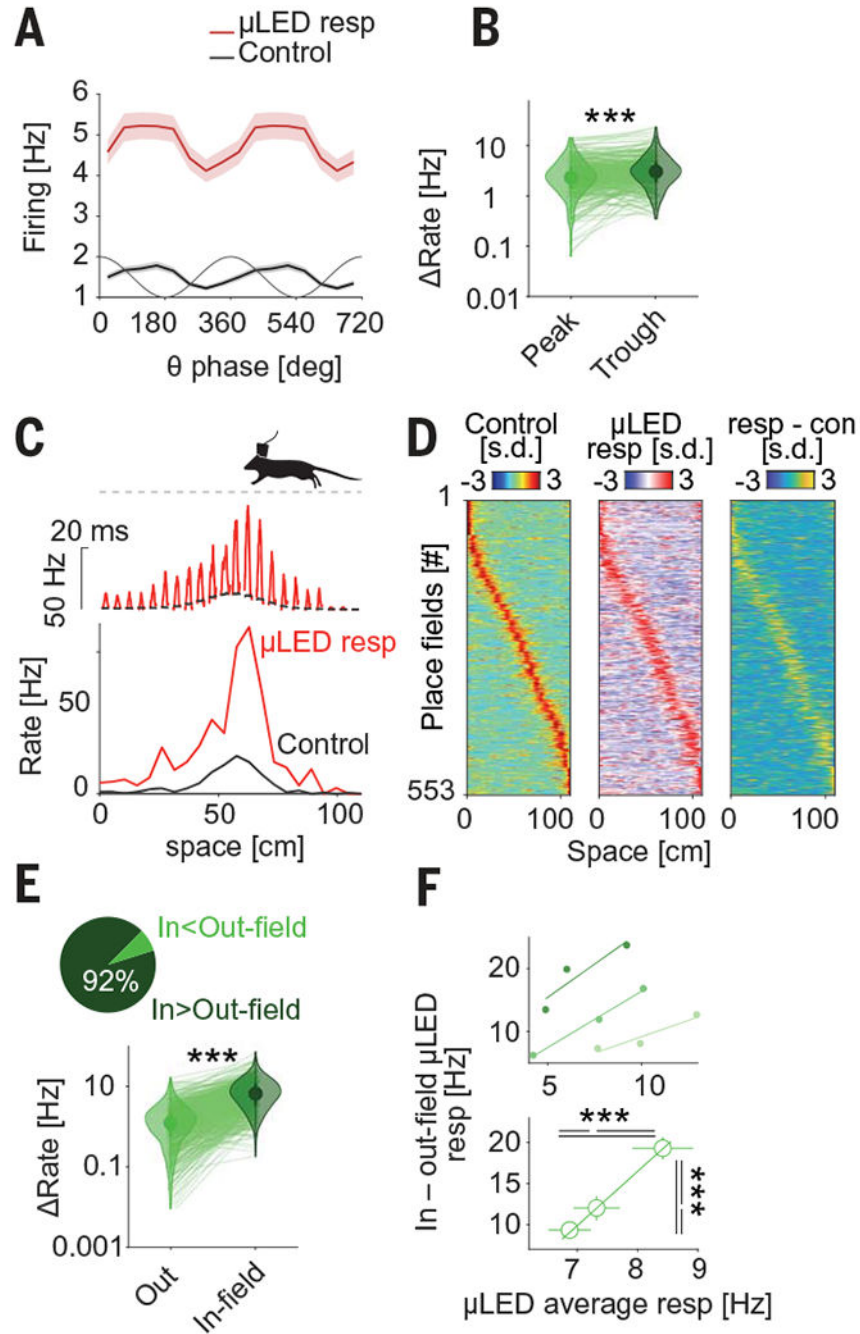 A
µLED resp
Control
Firing [Hz]
6
5
4
3
2
1
0 180 360 540 720
θ phase [deg]
B
***
ΔRate [Hz]
10
1
0.1
0.01
Peak
Trough
C
20 ms
50 Hz
µLED resp
Control
Rate [Hz]
50
0
0 50 100
space [cm]
D
Control
[s.d.]
-3 3
µLED
resp [s.d.]
-3 3
resp - con
[s.d.]
-3 3
Place fields [#]
1
553
0 100 0 100 0 100
Space [cm]
E
In<Out-field
92%
In>Out-field
***
ΔRate [Hz]
10
0.1
0.001
Out
In-field
F
In – out-field µLED
resp [Hz]
20
10
5 10
***
***
20
15
10
7 8 9
µLED average resp [Hz]